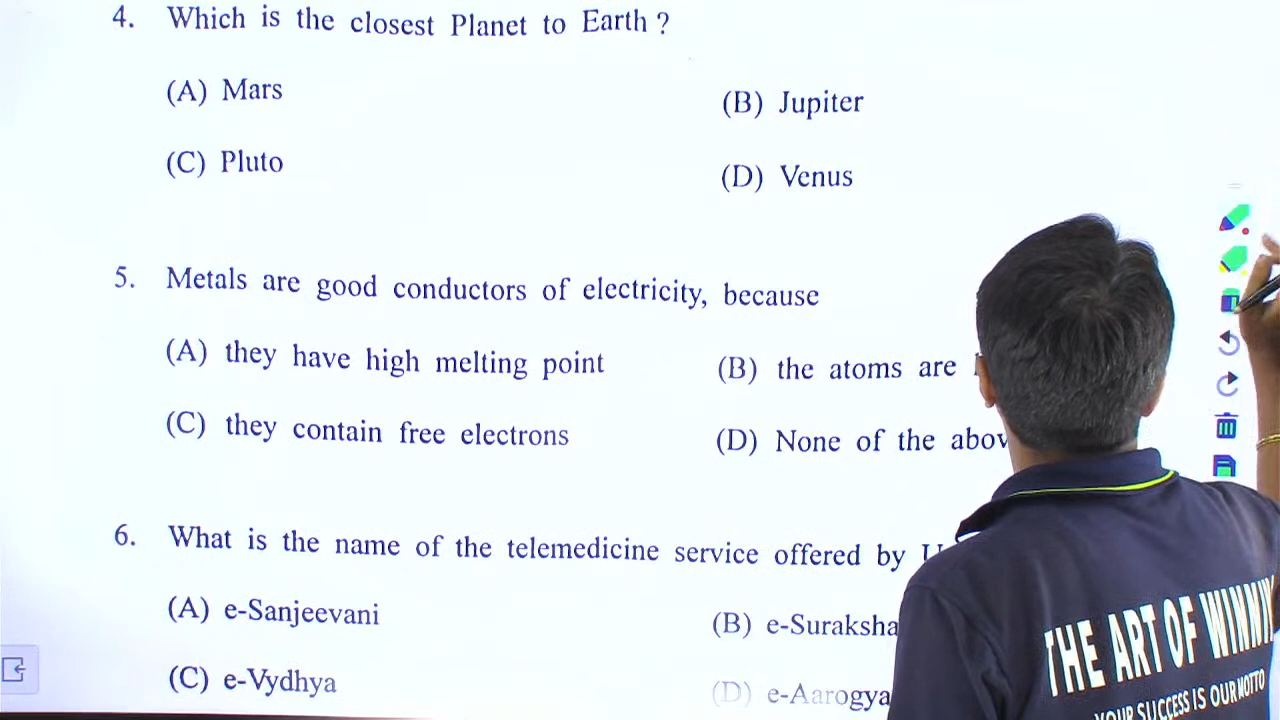 4. Which is the closest Planet to Earth ?
(A) Mars
(B) Jupiter
(C) Pluto
(D) Venus
5. Metals are good conductors of electricity, because
(A) they have high melting point
(B) the atoms are
(C) they contain free electrons
(D) None of the abov
6. What is the name of the telemedicine service offered by
(A) e-Sanjeevani
(B) e-Suraksha
(C) e-Vydhya
(D) e-Aarogya
THE ART OF WINNIN
YOUR SUCCESS IS OUR MOTTO